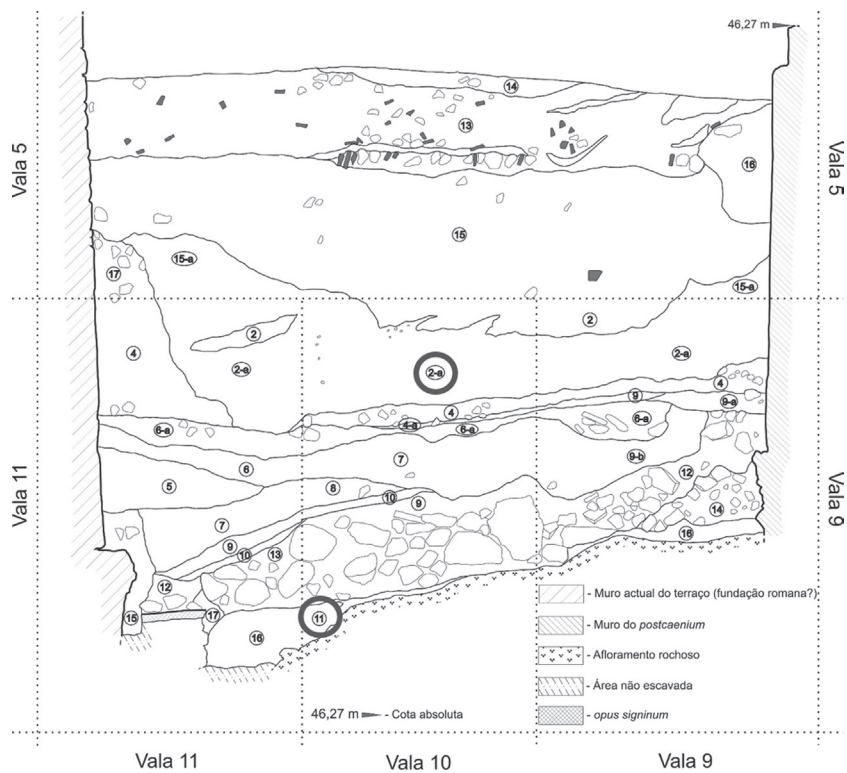 46,27 m
14
13
16
15
17
15-a
15-a
Vala 5
Vala 5
2
2
4
2-a
2-a
2-a
4
9
9-a
4
4-a
6-a
6-a
6-a
6
7
9-b
5
8
12
10
9
7
14
9
10
13
16
12
15
17
11
16
Vala 11
Vala 9
- Muro actual do terraço (fundação romana?)
- Muro do postcaenium
- Afloramento rochoso
- Área não escavada
- opus signinum
46,27 m - Cota absoluta
Vala 11 Vala 10 Vala 9